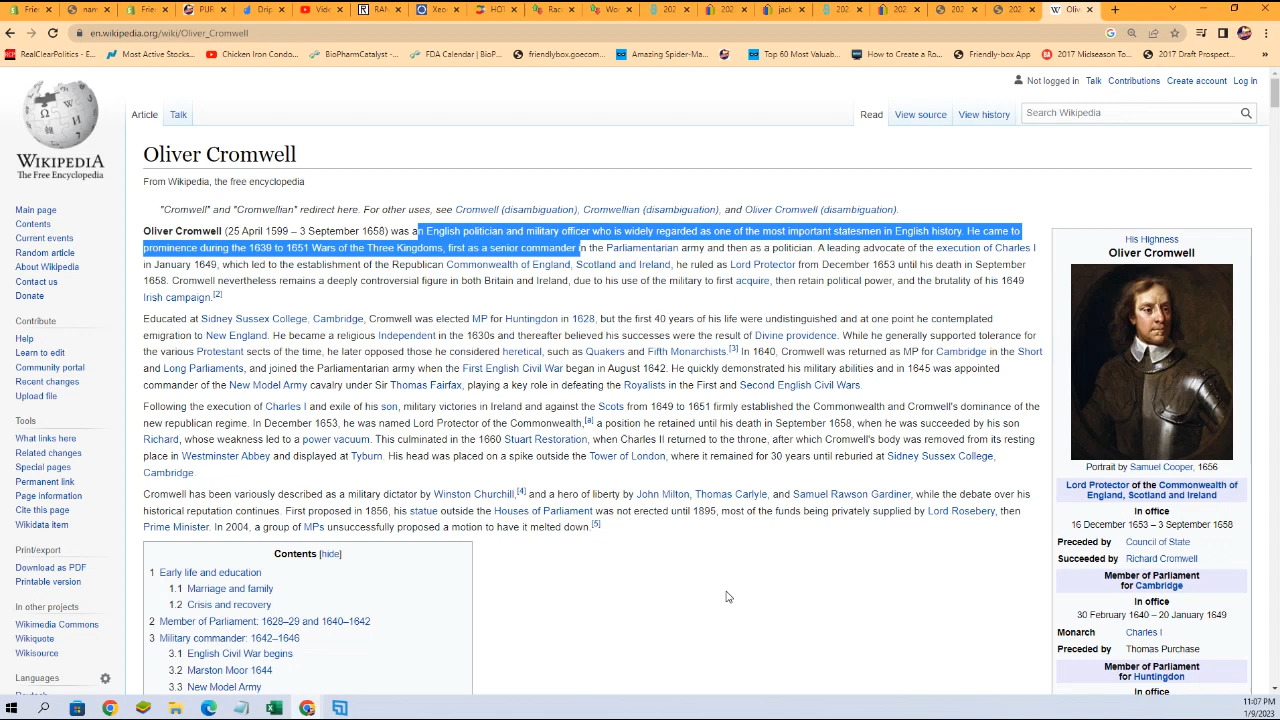 Frie
nam
Frie
PUR
Drip
Vide
RAN
Xeo
HOT
Rac
Wo
202
202
jack
202
202
202
202
Oliv
en.wikipedia.org/wiki/Oliver_Cromwell
RealClearPolitics - E...
Most Active Stocks...
Chicken Iron Condo...
BioPharmCatalyst -...
FDA Calendar | BioP...
friendlybox.goecom...
Amazing Spider-Ma...
Top 60 Most Valuab...
How to Create a Ro...
Friendly-box App
2017 Midseason To...
2017 Draft Prospect...
»
Not logged in Talk Contributions Create account Log in
Article Talk
Read View source View history
Search Wikipedia
WIKIPEDIA
The Free Encyclopedia
Main page
Contents
Current events
Random article
About Wikipedia
Contact us
Donate
Contribute
Help
Learn to edit
Community portal
Recent changes
Upload file
Tools
What links here
Related changes
Special pages
Permanent link
Page information
Cite this page
Wikidata item
Print/export
Download as PDF
Printable version
In other projects
Wikimedia Commons
Wikiquote
Wikisource
Languages
Oliver Cromwell
From Wikipedia, the free encyclopedia
"Cromwell" and "Cromwellian" redirect here. For other uses, see Cromwell (disambiguation), Cromwellian (disambiguation), and Oliver Cromwell (disambiguation).
Oliver Cromwell (25 April 1599 – 3 September 1658) was an English politician and military officer who is widely regarded as one of the most important statesmen in English history. He came to
prominence during the 1639 to 1651 Wars of the Three Kingdoms, first as a senior commander in the Parliamentarian army and then as a politician. A leading advocate of the execution of Charles I
in January 1649, which led to the establishment of the Republican Commonwealth of England, Scotland and Ireland, he ruled as Lord Protector from December 1653 until his death in September
1658. Cromwell nevertheless remains a deeply controversial figure in both Britain and Ireland, due to his use of the military to first acquire, then retain political power, and the brutality of his 1649
Irish campaign.[2]
Educated at Sidney Sussex College, Cambridge, Cromwell was elected MP for Huntingdon in 1628, but the first 40 years of his life were undistinguished and at one point he contemplated
emigration to New England. He became a religious Independent in the 1630s and thereafter believed his successes were the result of Divine providence. While he generally supported tolerance for
the various Protestant sects of the time, he later opposed those he considered heretical, such as Quakers and Fifth Monarchists.[3] In 1640, Cromwell was returned as MP for Cambridge in the Short
and Long Parliaments, and joined the Parliamentarian army when the First English Civil War began in August 1642. He quickly demonstrated his military abilities and in 1645 was appointed
commander of the New Model Army cavalry under Sir Thomas Fairfax, playing a key role in defeating the Royalists in the First and Second English Civil Wars.
Following the execution of Charles I and exile of his son, military victories in Ireland and against the Scots from 1649 to 1651 firmly established the Commonwealth and Cromwell's dominance of the
new republican regime. In December 1653, he was named Lord Protector of the Commonwealth,[a] a position he retained until his death in September 1658, when he was succeeded by his son
Richard, whose weakness led to a power vacuum. This culminated in the 1660 Stuart Restoration, when Charles II returned to the throne, after which Cromwell's body was removed from its resting
place in Westminster Abbey and displayed at Tyburn. His head was placed on a spike outside the Tower of London, where it remained for 30 years until reburied at Sidney Sussex College,
Cambridge.
Cromwell has been variously described as a military dictator by Winston Churchill,[4] and a hero of liberty by John Milton, Thomas Carlyle, and Samuel Rawson Gardiner, while the debate over his
historical reputation continues. First proposed in 1856, his statue outside the Houses of Parliament was not erected until 1895, most of the funds being privately supplied by Lord Rosebery, then
Prime Minister. In 2004, a group of MPs unsuccessfully proposed a motion to have it melted down.[5]
Contents [hide]
1 Early life and education
1.1 Marriage and family
1.2 Crisis and recovery
2 Member of Parliament: 1628–29 and 1640–1642
3 Military commander: 1642–1646
3.1 English Civil War begins
3.2 Marston Moor 1644
3.3 New Model Army
His Highness
Oliver Cromwell
Portrait by Samuel Cooper, 1656
Lord Protector of the Commonwealth of
England, Scotland and Ireland
In office
16 December 1653 – 3 September 1658
Preceded by Council of State
Succeeded by Richard Cromwell
Member of Parliament
for Cambridge
In office
30 February 1640 – 20 January 1649
Monarch Charles I
Preceded by Thomas Purchase
Member of Parliament
for Huntingdon
In office
11:07 PM
1/9/2023